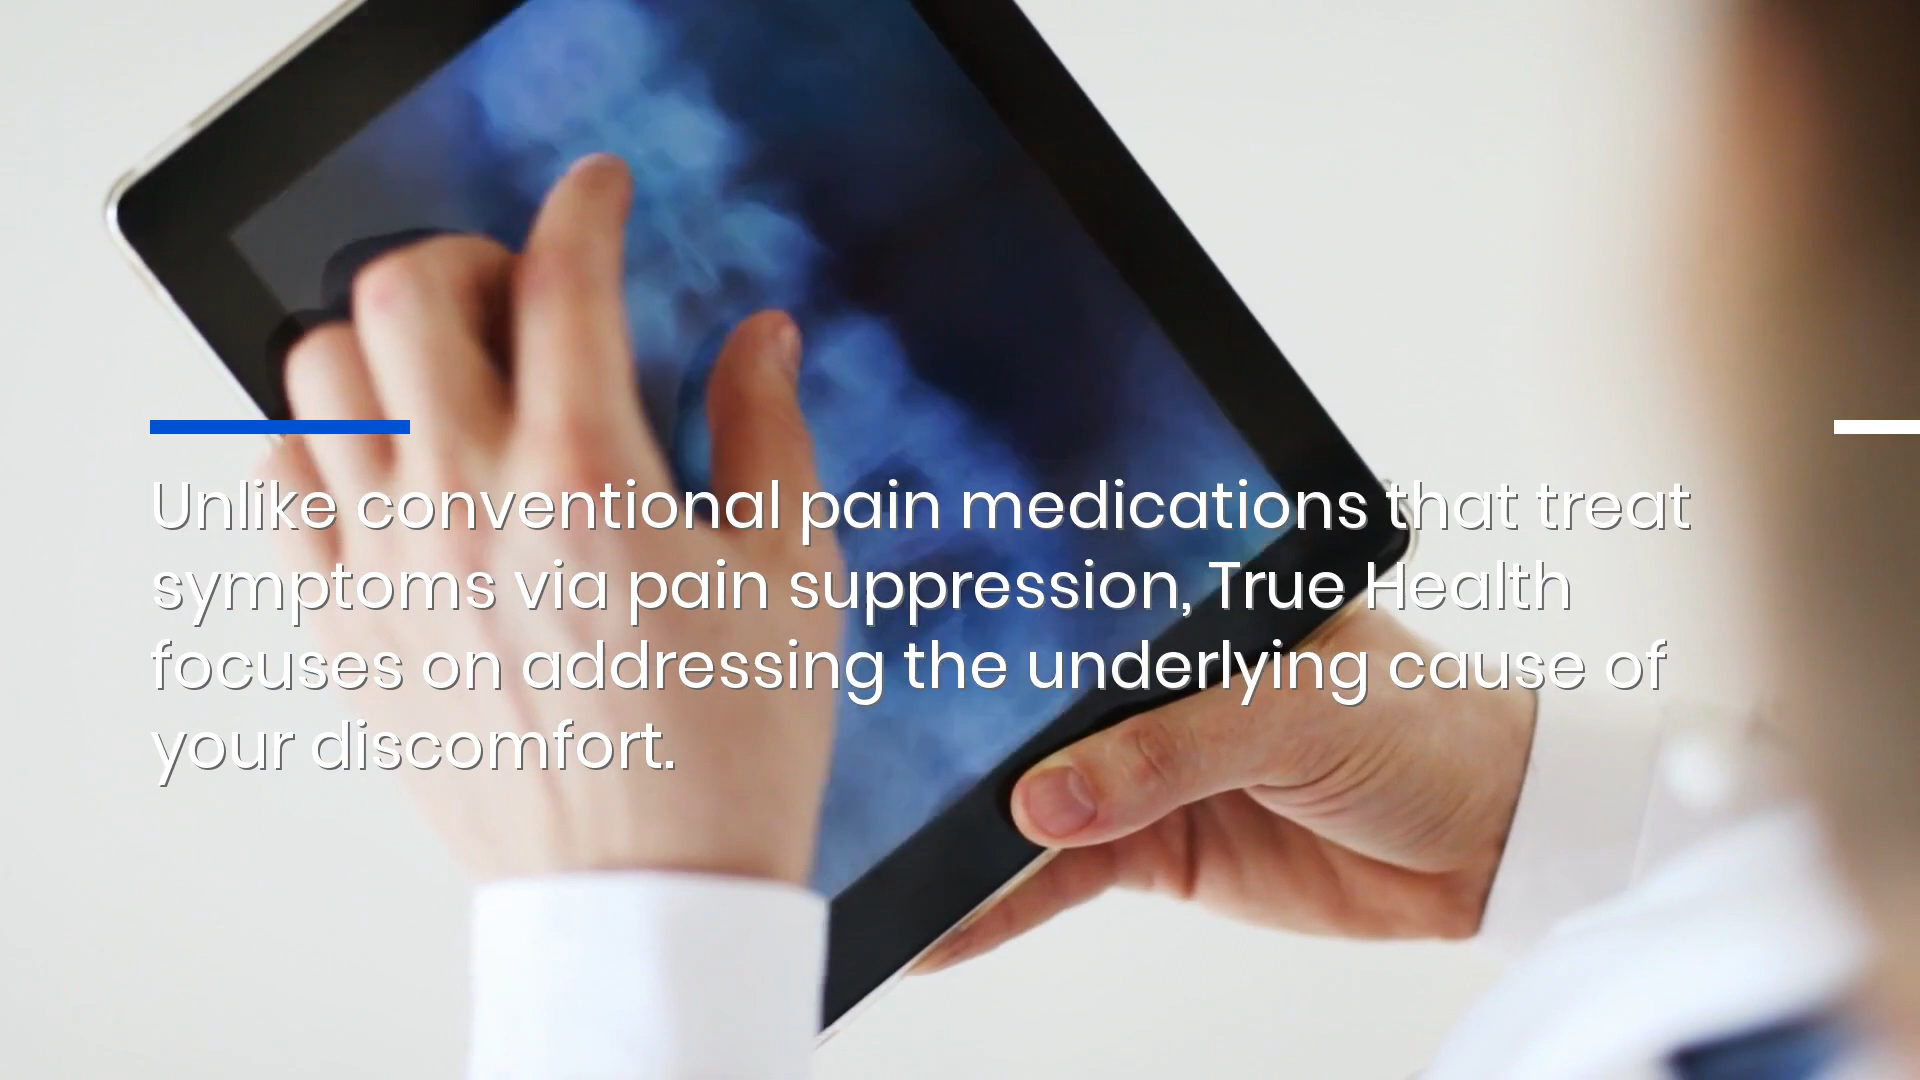 Unlike conventional pain medications that treat
symptoms via pain suppression, True Health
focuses on addressing the underlying cause of
your discomfort.